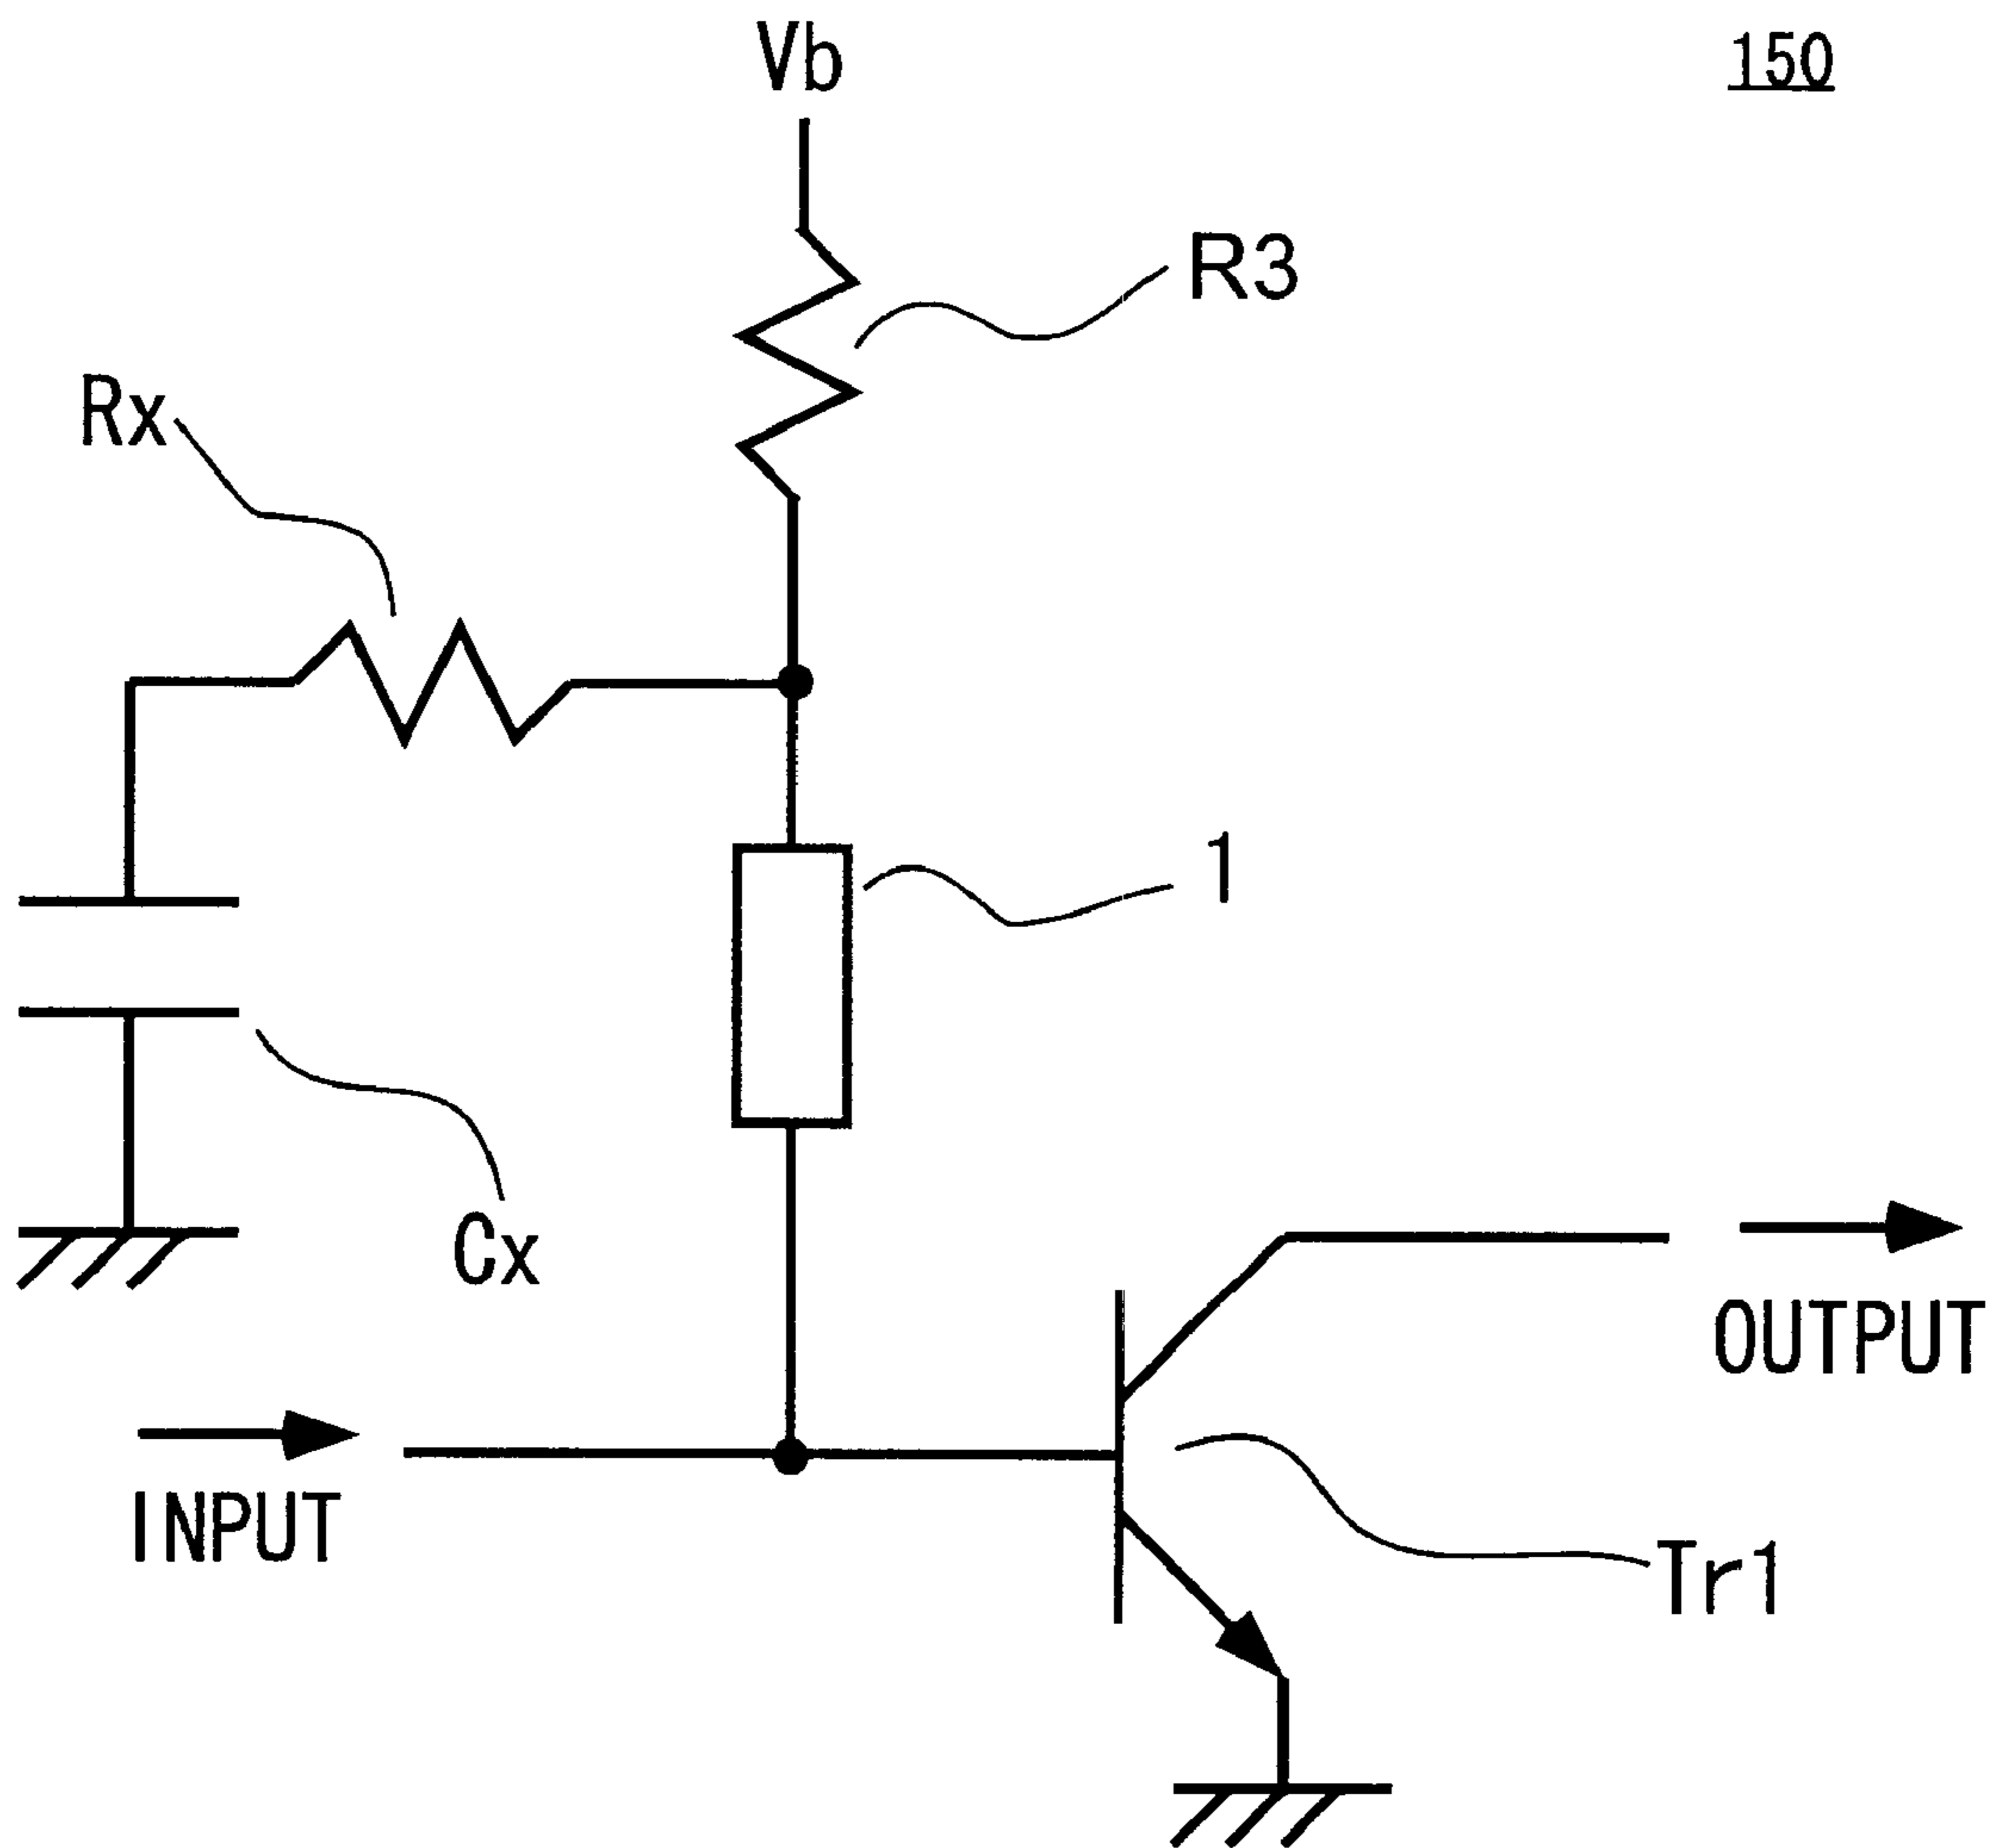 Vb
150
R3
Rx
1
Cx
OUTPUT
INPUT
Tr1